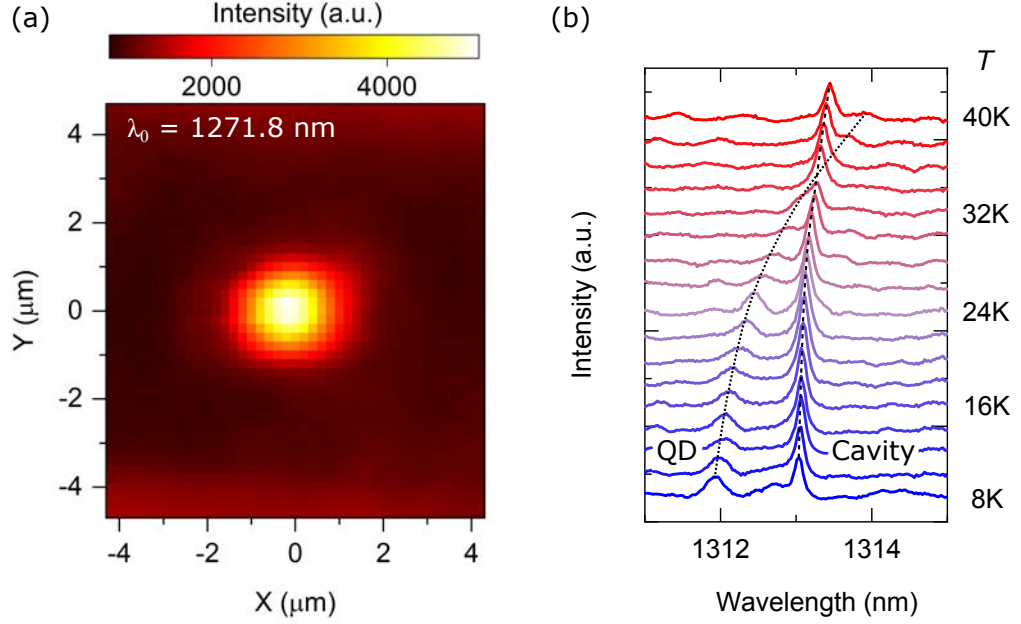 (a)
Intensity (a.u.)
2000 4000
λ₀ = 1271.8 nm
4
2
0
-2
-4
Y (μm)
-4 -2 0 2 4
X (μm)
(b)
T
40K
32K
24K
16K
8K
QD
Cavity
Intensity (a.u.)
1312 1314
Wavelength (nm)